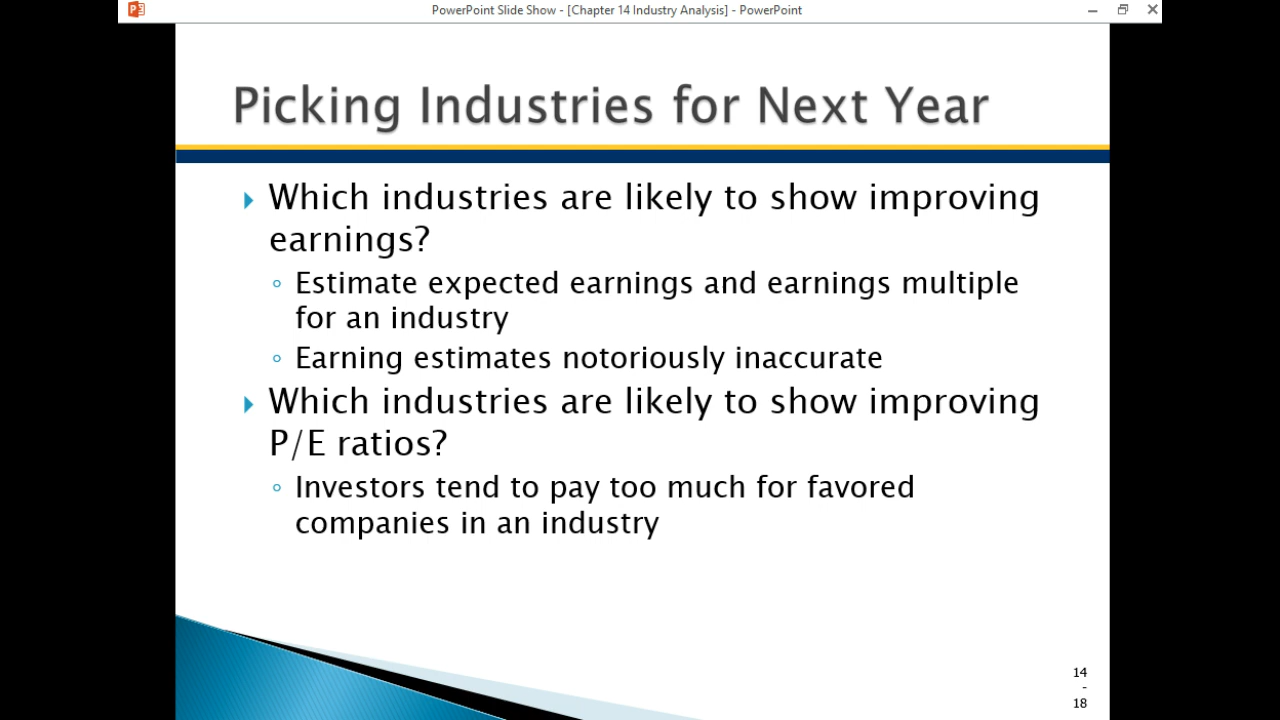 PowerPoint Slide Show - [Chapter 14 Industry Analysis] - PowerPoint
Picking Industries for Next Year
Which industries are likely to show improving
earnings?
Estimate expected earnings and earnings multiple
for an industry
Earning estimates notoriously inaccurate
Which industries are likely to show improving
P/E ratios?
Investors tend to pay too much for favored
companies in an industry
14
-
18